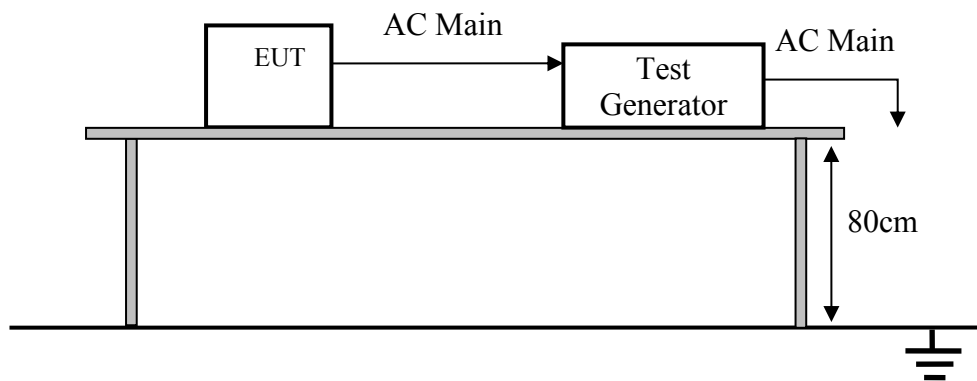 AC Main
AC Main
EUT
Test
Generator
80cm